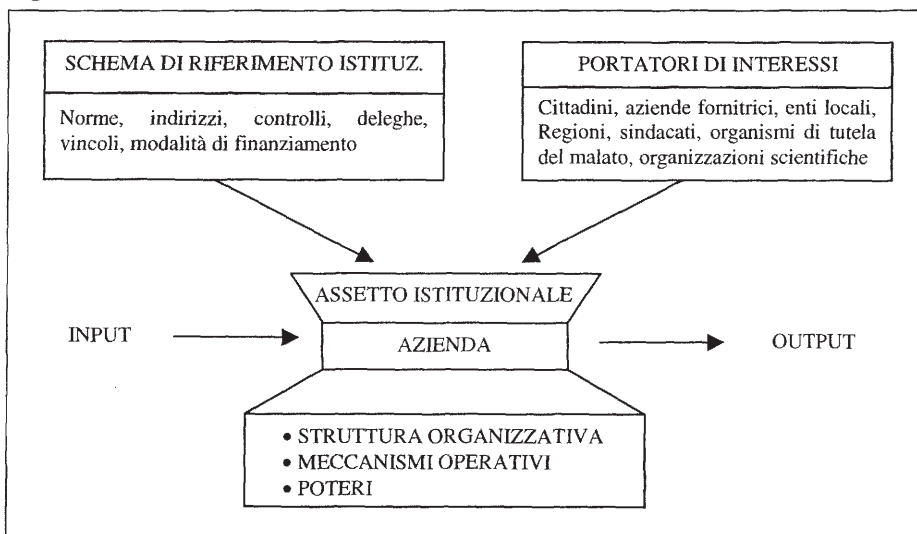 SCHEMA DI RIFERIMENTO ISTITUZ.
Norme, indirizzi, controlli, deleghe,
vincoli, modalità di finanziamento
PORTATORI DI INTERESSI
Cittadini, aziende fornitrici, enti locali,
Regioni, sindacati, organismi di tutela
del malato, organizzazioni scientifiche
ASSETTO ISTITUZIONALE
INPUT
AZIENDA
OUTPUT
• STRUTTURA ORGANIZZATIVA
• MECCANISMI OPERATIVI
• POTERI